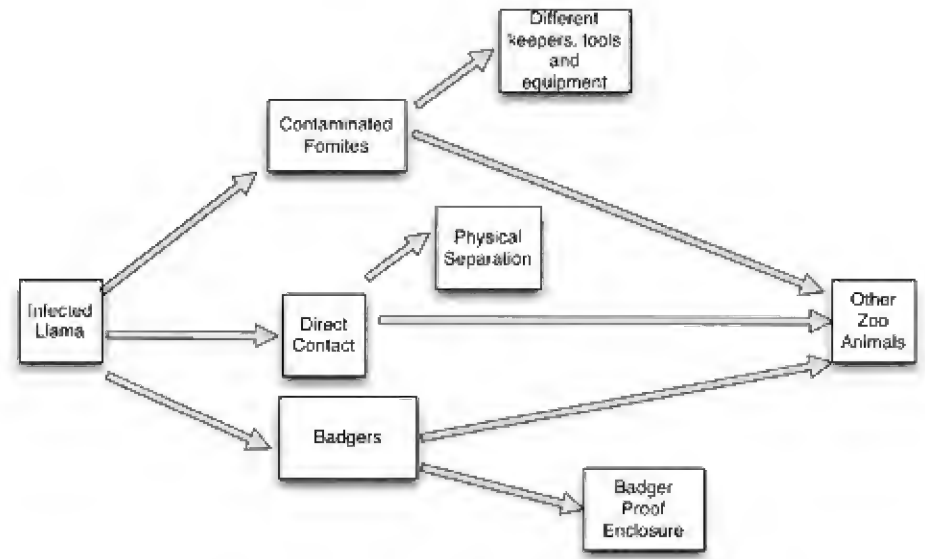 Different
keepers, tools
and
equipment
Contaminated
Fomites
Physical
Separation
Infected
Llama
Direct
Contact
Other
Zoo
Animals
Badgers
Badger
Proof
Enclosure